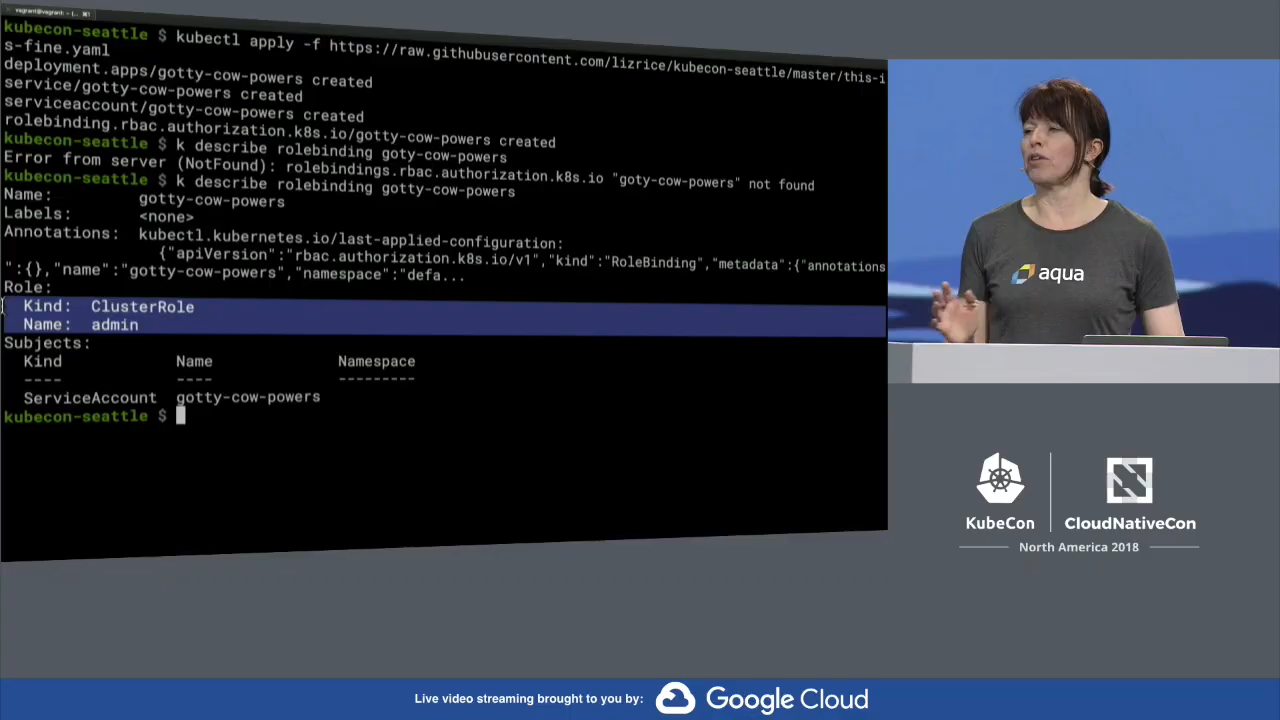 vagrant@vagrant: ~ (...  ⌘1
kubecon-seattle $ kubectl apply -f https://raw.githubusercontent.com/lizrice/kubecon-seattle/master/this-i
s-fine.yaml
deployment.apps/gotty-cow-powers created
service/gotty-cow-powers created
serviceaccount/gotty-cow-powers created
rolebinding.rbac.authorization.k8s.io/gotty-cow-powers created
kubecon-seattle $ k describe rolebinding goty-cow-powers
Error from server (NotFound): rolebindings.rbac.authorization.k8s.io "goty-cow-powers" not found
kubecon-seattle $ k describe rolebinding gotty-cow-powers
Name: gotty-cow-powers
Labels: <none>
Annotations: kubectl.kubernetes.io/last-applied-configuration:
{"apiVersion":"rbac.authorization.k8s.io/v1","kind":"RoleBinding","metadata":{"annotations
":{},"name":"gotty-cow-powers","namespace":"defa...
Role:
Kind: ClusterRole
Name: admin
Subjects:
Kind Name Namespace
---- ---- ---------
ServiceAccount gotty-cow-powers
kubecon-seattle $
aqua
KubeCon
CloudNativeCon
North America 2018
Live video streaming brought to you by: Google Cloud